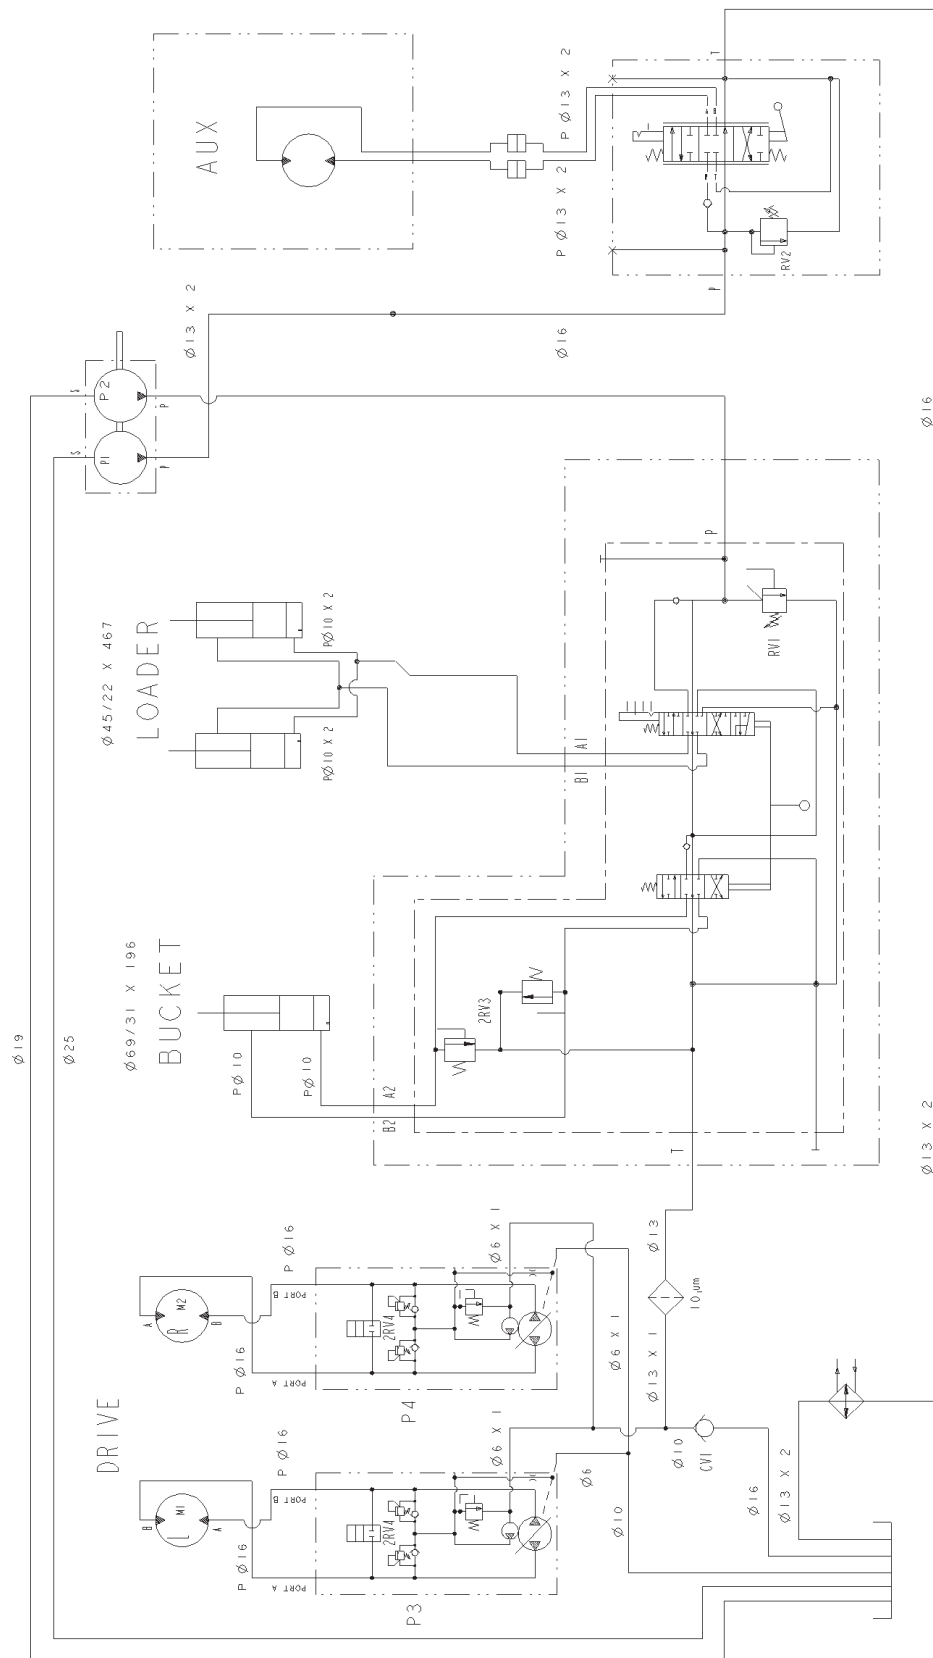 AUX
P Ø13 X 2
P Ø13 X 2
T
A
B
P
T
RV2
P
Ø13 X 2
Ø16
S
P2
P
S
P1
P
Ø16
Ø45/22 X 467
LOADER
PØ10 X 2
PØ10 X 2
P
RV1
A1
B1
Ø19
Ø25
Ø69/31 X 196
BUCKET
PØ10
PØ10
2RV3
A2
B2
T
Ø13 X 2
DRIVE
A
R
M2
B
P Ø16
PORT B
P Ø16
PORT A
2RV4
P4
Ø6 X 1
Ø13
10µm
Ø6 X 1
Ø13 X 1
B
L
M1
A
P Ø16
PORT B
P Ø16
PORT A
2RV4
P3
Ø6 X 1
Ø6
Ø10
Ø10
CV1
Ø16
Ø13 X 2